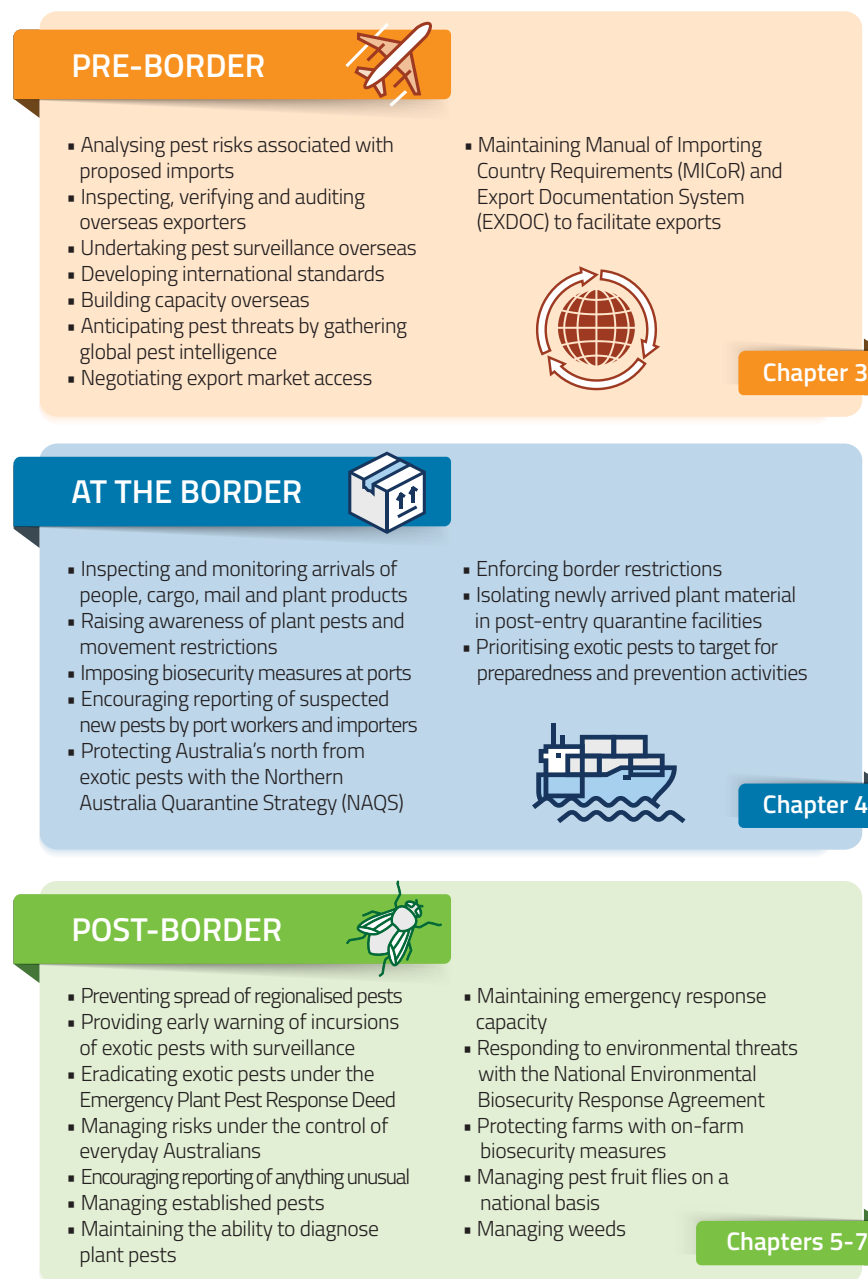 PRE-BORDER
▪ Analysing pest risks associated with
proposed imports
▪ Inspecting, verifying and auditing
overseas exporters
▪ Undertaking pest surveillance overseas
▪ Developing international standards
▪ Building capacity overseas
▪ Anticipating pest threats by gathering
global pest intelligence
▪ Negotiating export market access
▪ Maintaining Manual of Importing
Country Requirements (MICoR) and
Export Documentation System
(EXDOC) to facilitate exports
Chapter 3
AT THE BORDER
▪ Inspecting and monitoring arrivals of
people, cargo, mail and plant products
▪ Raising awareness of plant pests and
movement restrictions
▪ Imposing biosecurity measures at ports
▪ Encouraging reporting of suspected
new pests by port workers and importers
▪ Protecting Australia's north from
exotic pests with the Northern
Australia Quarantine Strategy (NAQS)
▪ Enforcing border restrictions
▪ Isolating newly arrived plant material
in post-entry quarantine facilities
▪ Prioritising exotic pests to target for
preparedness and prevention activities
Chapter 4
POST-BORDER
▪ Preventing spread of regionalised pests
▪ Providing early warning of incursions
of exotic pests with surveillance
▪ Eradicating exotic pests under the
Emergency Plant Pest Response Deed
▪ Managing risks under the control of
everyday Australians
▪ Encouraging reporting of anything unusual
▪ Managing established pests
▪ Maintaining the ability to diagnose
plant pests
▪ Maintaining emergency response
capacity
▪ Responding to environmental threats
with the National Environmental
Biosecurity Response Agreement
▪ Protecting farms with on-farm
biosecurity measures
▪ Managing pest fruit flies on a
national basis
▪ Managing weeds
Chapters 5-7